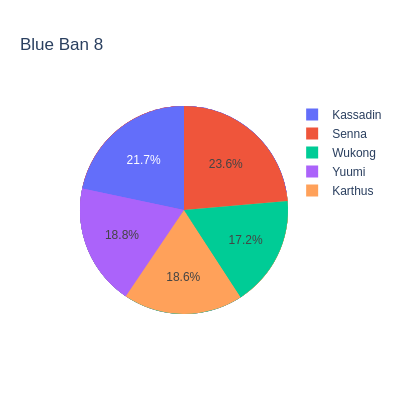 Blue Ban 8
Kassadin
Senna
Wukong
Yuumi
Karthus
21.7%
23.6%
17.2%
18.8%
18.6%